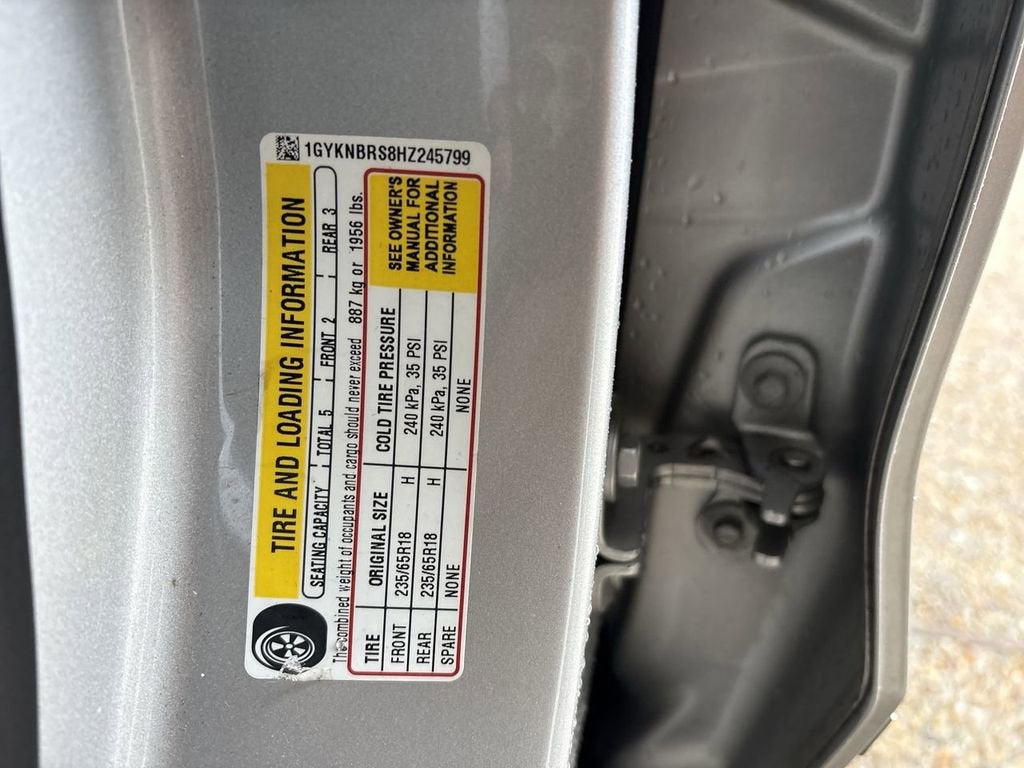 1GYKNBRS8HZ245799
TIRE AND LOADING INFORMATION
SEATING CAPACITY TOTAL 5 FRONT 2 REAR 3
The combined weight of occupants and cargo should never exceed 887 kg or 1956 lbs.
TIRE ORIGINAL SIZE COLD TIRE PRESSURE
FRONT 235/65R18 H 240 kPa, 35 PSI
REAR 235/65R18 H 240 kPa, 35 PSI
SPARE NONE NONE
SEE OWNER'S
MANUAL FOR
ADDITIONAL
INFORMATION